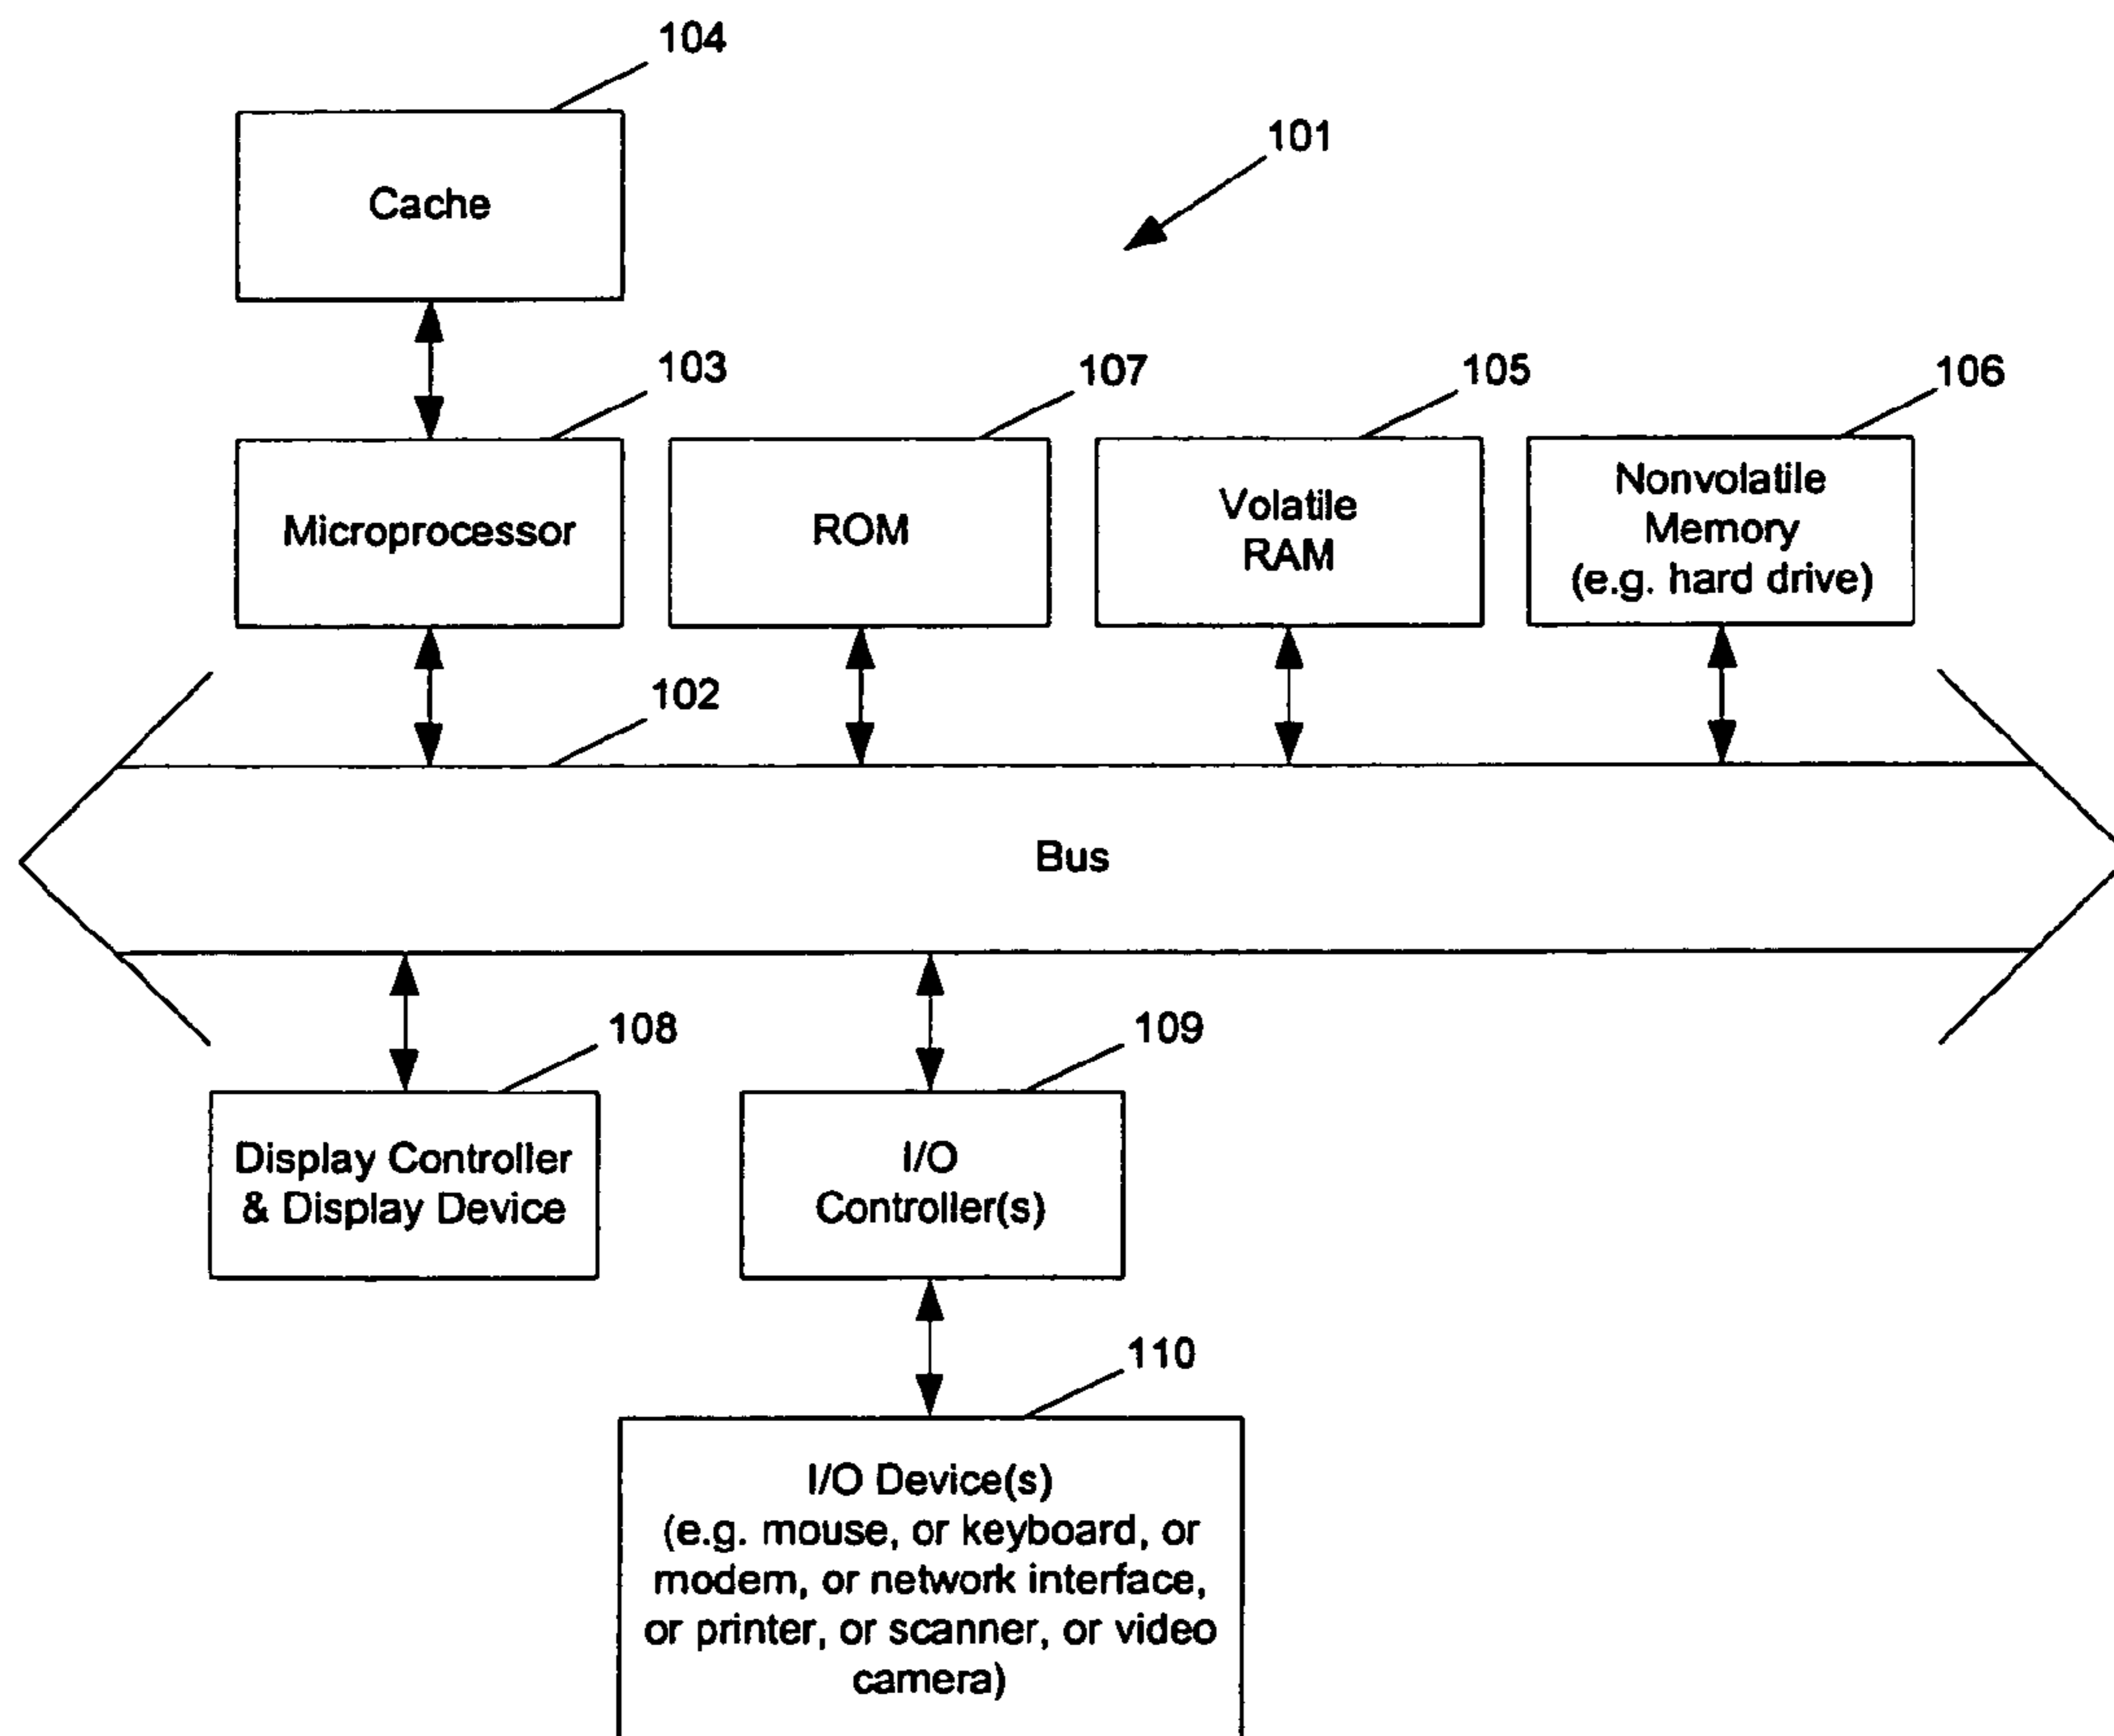 104
101
Cache
103
107
105
106
Microprocessor
ROM
Volatile
RAM
Nonvolatile
Memory
(e.g. hard drive)
102
Bus
108
109
Display Controller
& Display Device
I/O
Controller(s)
110
I/O Device(s)
(e.g. mouse, or keyboard, or
modem, or network interface,
or printer, or scanner, or video
camera)